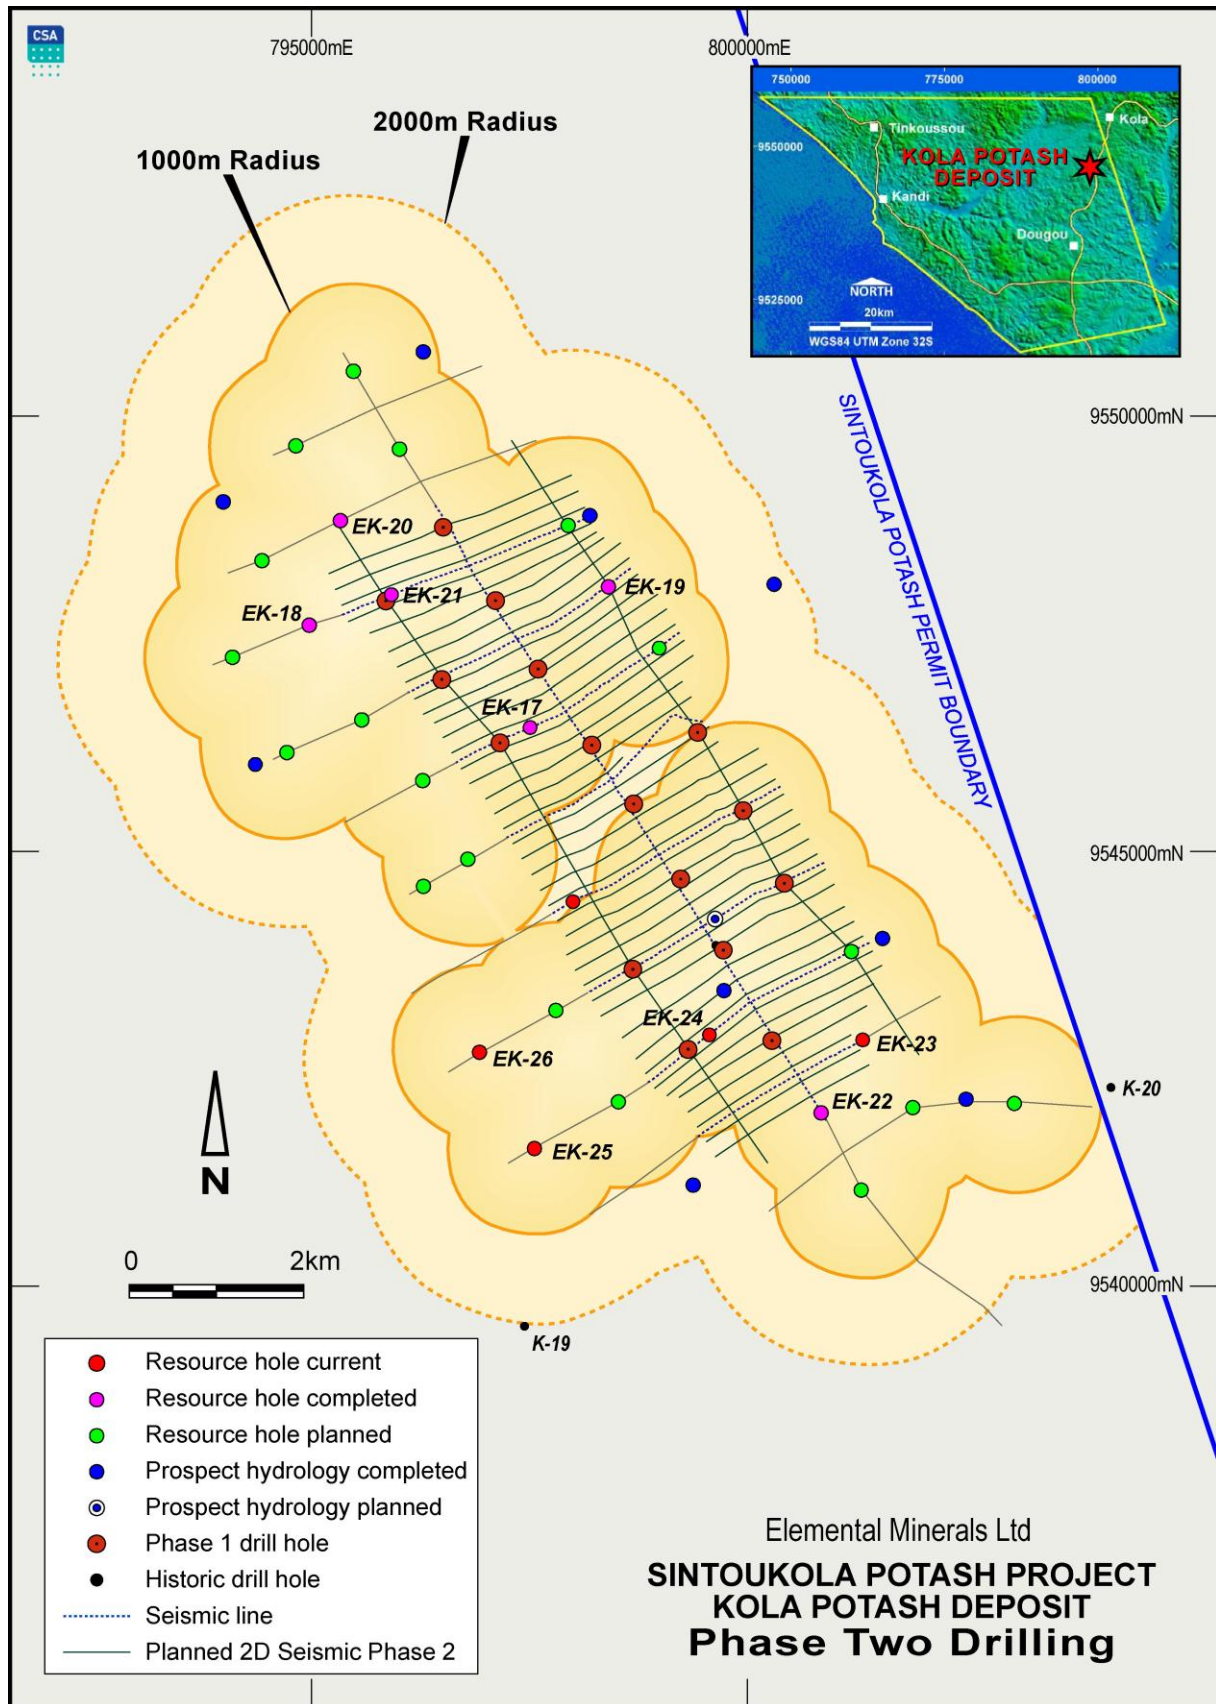 CSA
795000mE
800000mE
2000m Radius
1000m Radius
750000
775000
800000
Tinkoussou
Kola
9550000
KOLA POTASH
DEPOSIT
Kandi
Dougou
NORTH
9525000
20km
WGS84 UTM Zone 32S
9550000mN
SINTOUKOLA POTASH PERMIT BOUNDARY
EK-20
EK-21
EK-19
EK-18
EK-17
9545000mN
EK-24
EK-23
EK-26
K-20
EK-22
EK-25
N
0 2km
9540000mN
K-19
Resource hole current
Resource hole completed
Resource hole planned
Prospect hydrology completed
Prospect hydrology planned
Phase 1 drill hole
Historic drill hole
Seismic line
Planned 2D Seismic Phase 2
Elemental Minerals Ltd
SINTOUKOLA POTASH PROJECT
KOLA POTASH DEPOSIT
Phase Two Drilling